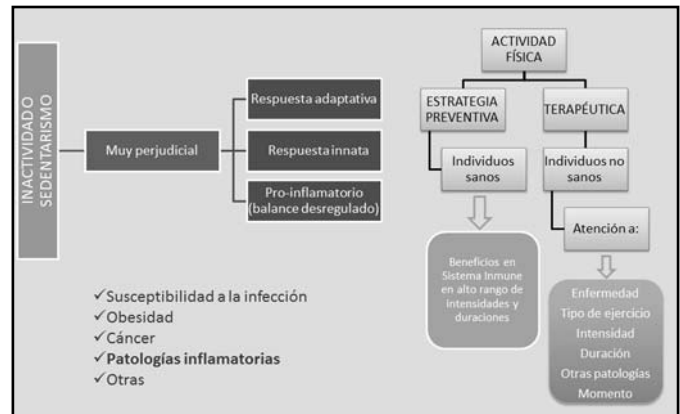 INACTIVIDAD O
SEDENTARISMO
Muy perjudicial
Respuesta adaptativa
Respuesta innata
Pro-inflamatorio
(balance desregulado)
✓Susceptibilidad a la infección
✓Obesidad
✓Cáncer
✓Patologías inflamatorias
✓Otras
ACTIVIDAD
FÍSICA
ESTRATEGIA
PREVENTIVA
Individuos
sanos
Beneficios en
Sistema Inmune
en alto rango de
intensidades y
duraciones
TERAPÉUTICA
Individuos no
sanos
Atención a:
Enfermedad
Tipo de ejercicio
Intensidad
Duración
Otras patologías
Momento